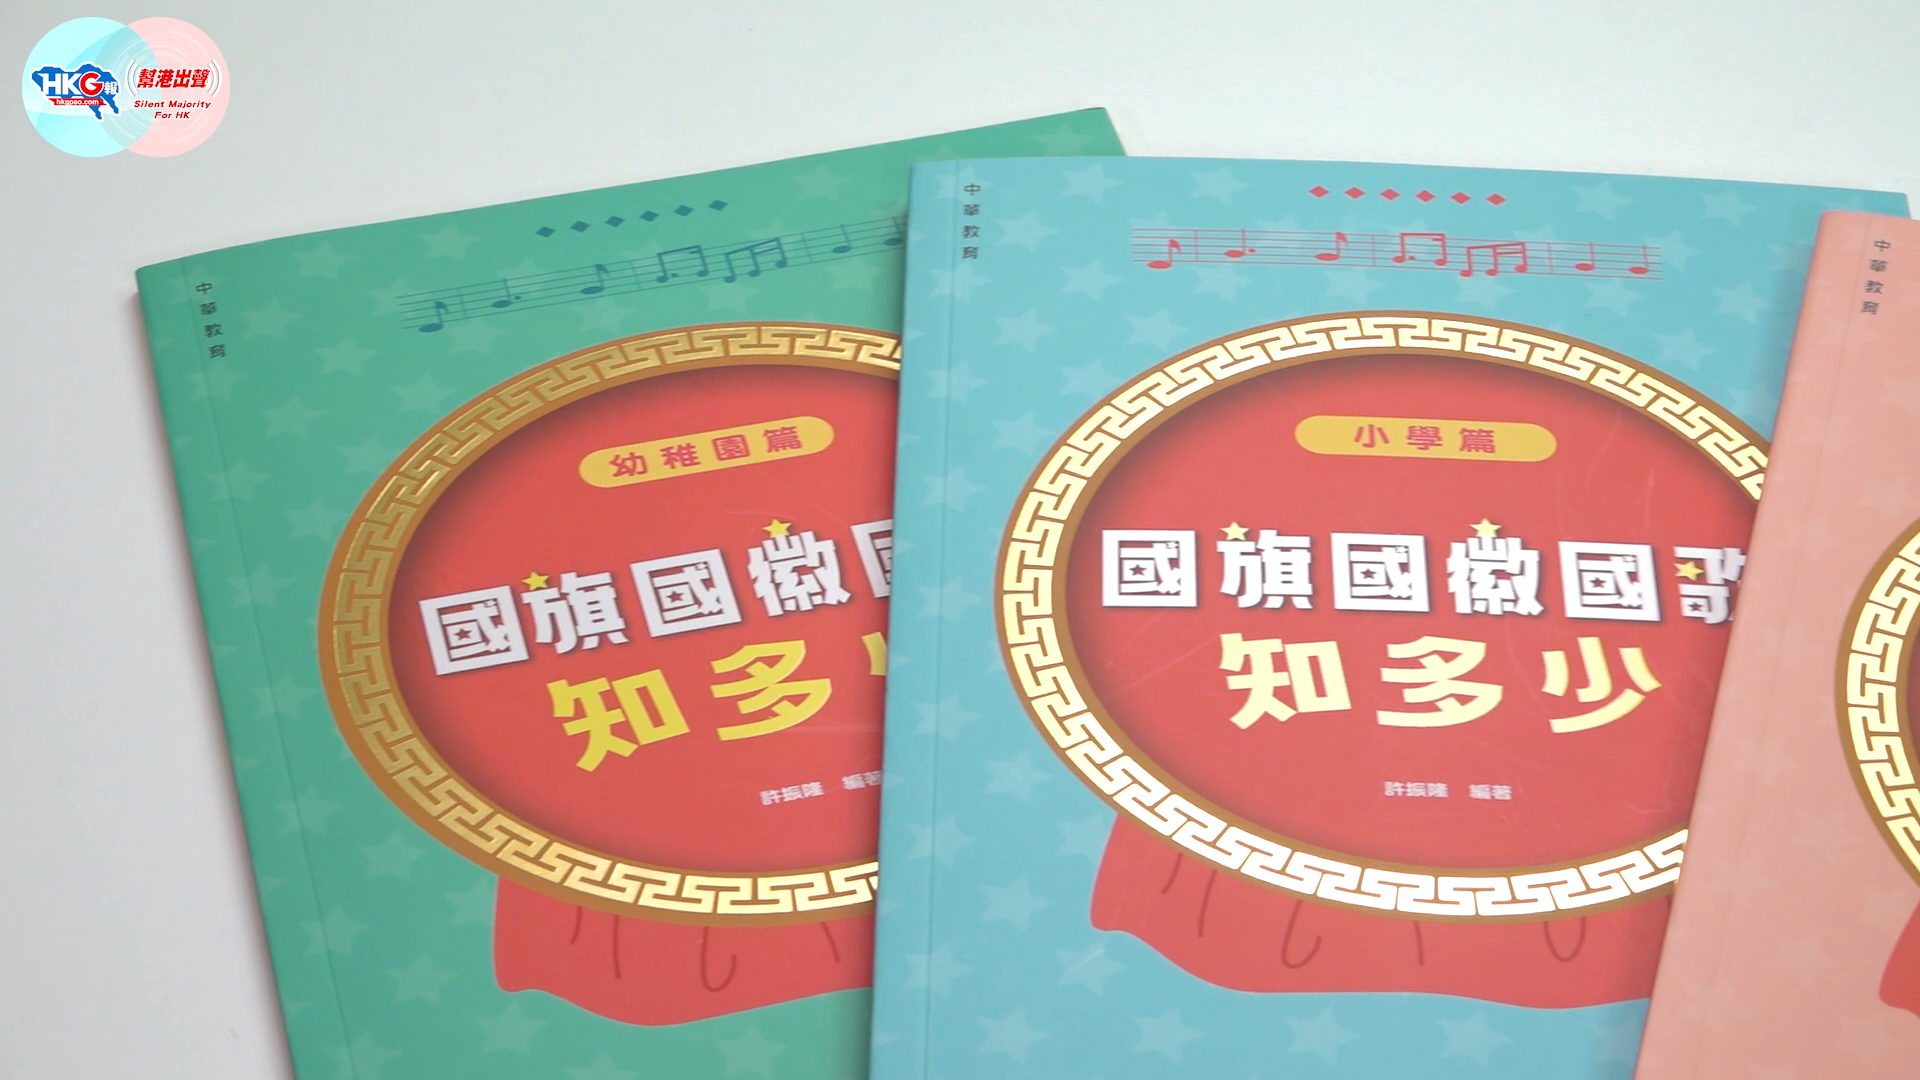 HKG報
hkgpao.com
幫港出聲
Silent Majority
For HK
中華教育
幼稚園篇
國旗國徽國
知多少
許振隆 編著
中華教育
小學篇
國旗國徽國歌
知多少
許振隆 編著
中華教育